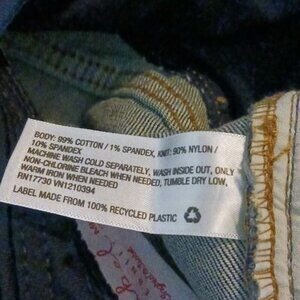 BODY: 99% COTTON / 1% SPANDEX, KNIT: 90% NYLON /
10% SPANDEX
MACHINE WASH COLD SEPARATELY, WASH INSIDE OUT, ONLY
NON-CHLORINE BLEACH WHEN NEEDED, TUMBLE DRY LOW,
WARM IRON WHEN NEEDED
RN17730 VN1210394
LABEL MADE FROM 100% RECYCLED PLASTIC